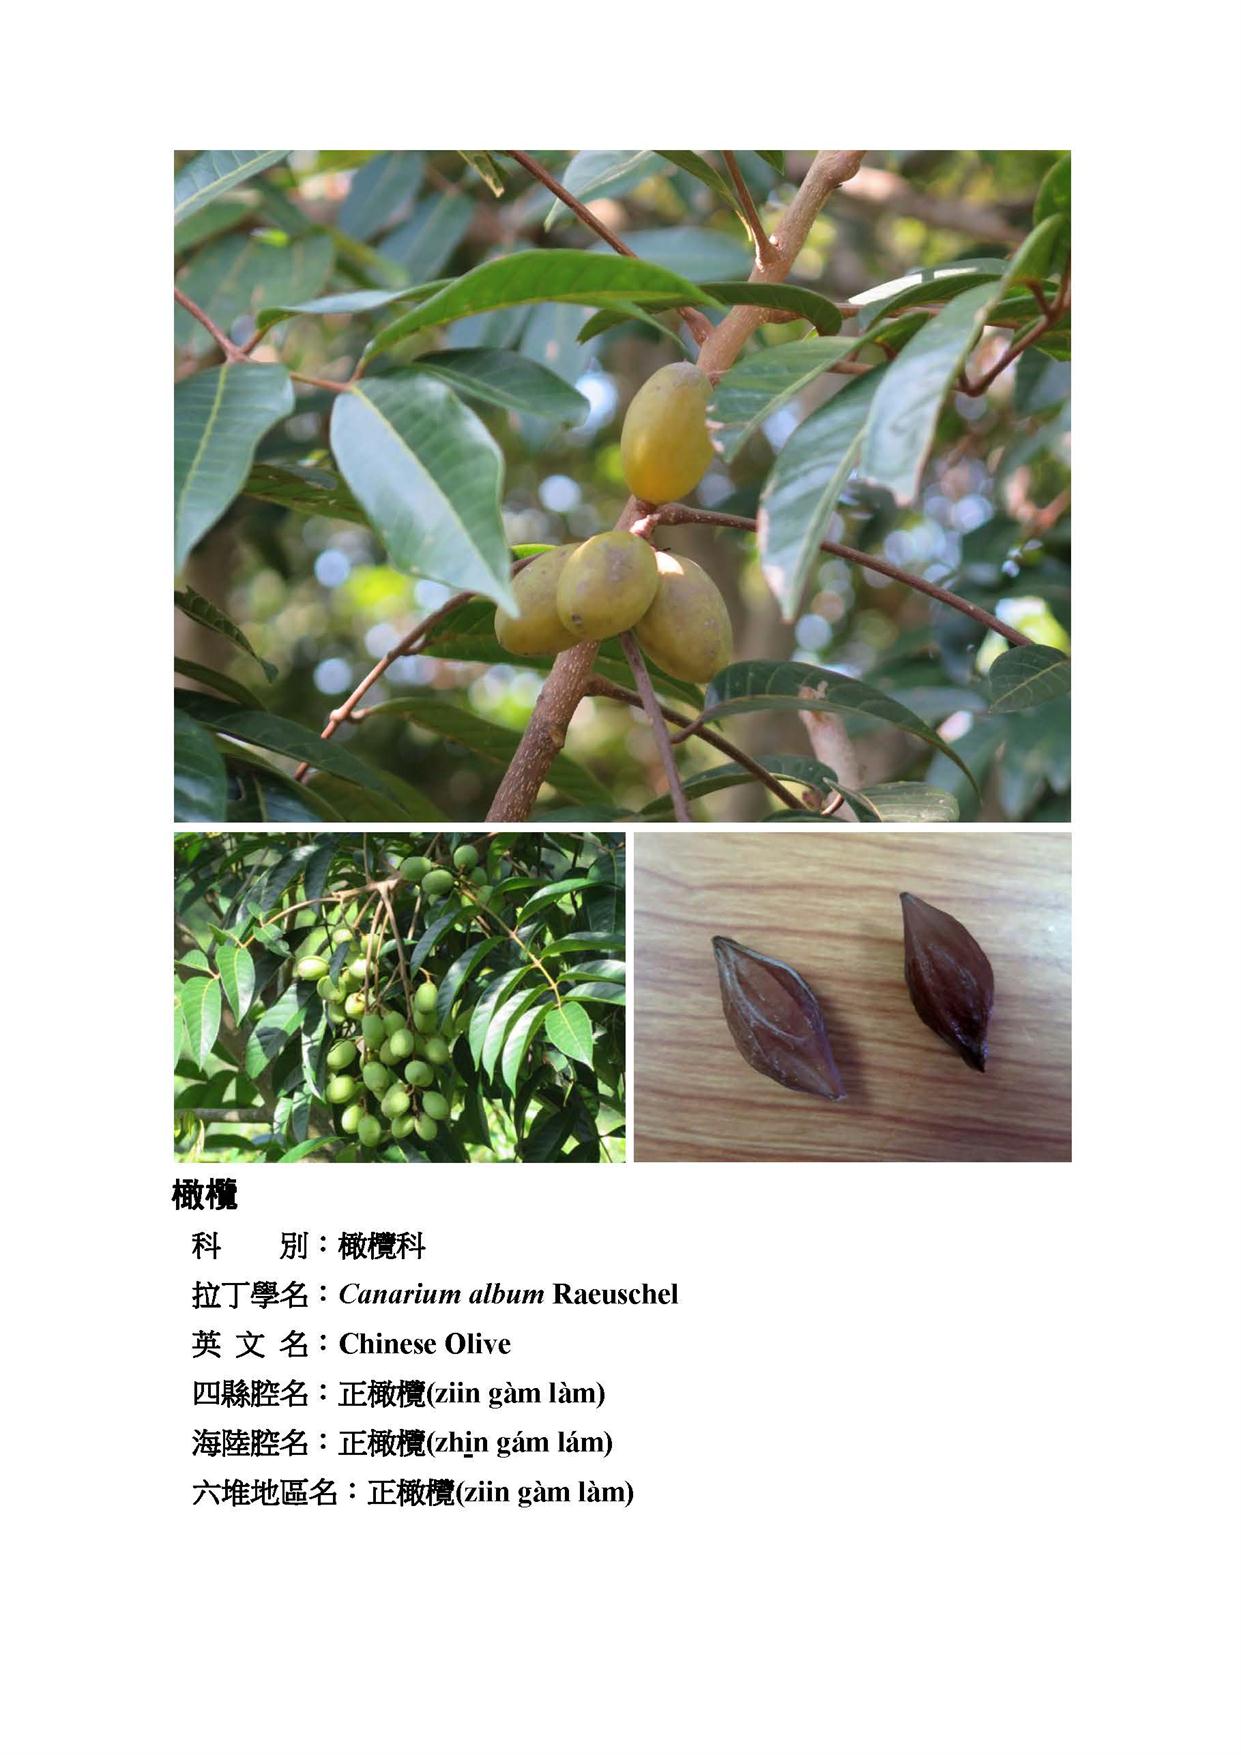 橄欖
科　　別：橄欖科
拉丁學名：Canarium album Raeuschel
英 文 名：Chinese Olive
四縣腔名：正橄欖(ziin gàm làm)
海陸腔名：正橄欖(zhin gám lám)
六堆地區名：正橄欖(ziin gàm làm)